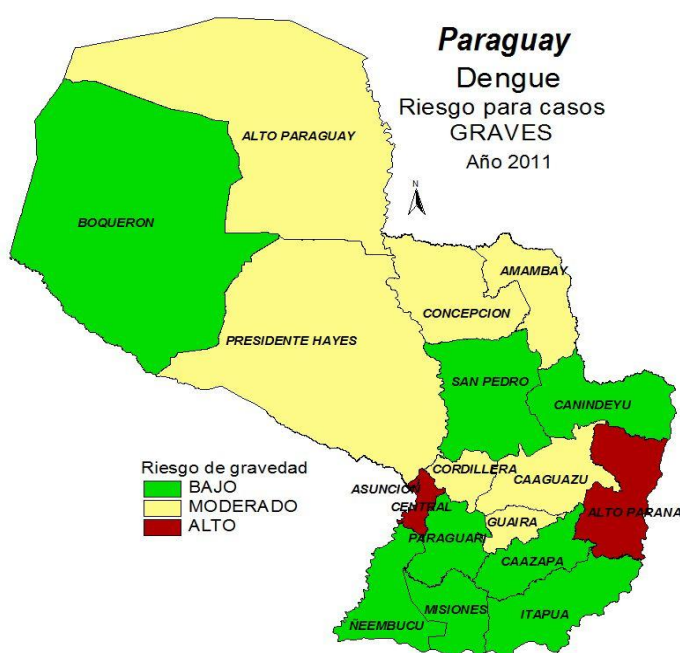 Paraguay
Dengue
Riesgo para casos
GRAVES
Año 2011
N
ALTO PARAGUAY
BOQUERON
AMAMBAY
CONCEPCION
PRESIDENTE HAYES
SAN PEDRO
CANINDEYU
CORDILLERA
CAAGUAZU
ASUNCION
CENTRAL
ALTO PARANA
GUAIRA
PARAGUARI
CAAZAPA
MISIONES
ITAPUA
ÑEEMBUCU
Riesgo de gravedad
BAJO
MODERADO
ALTO